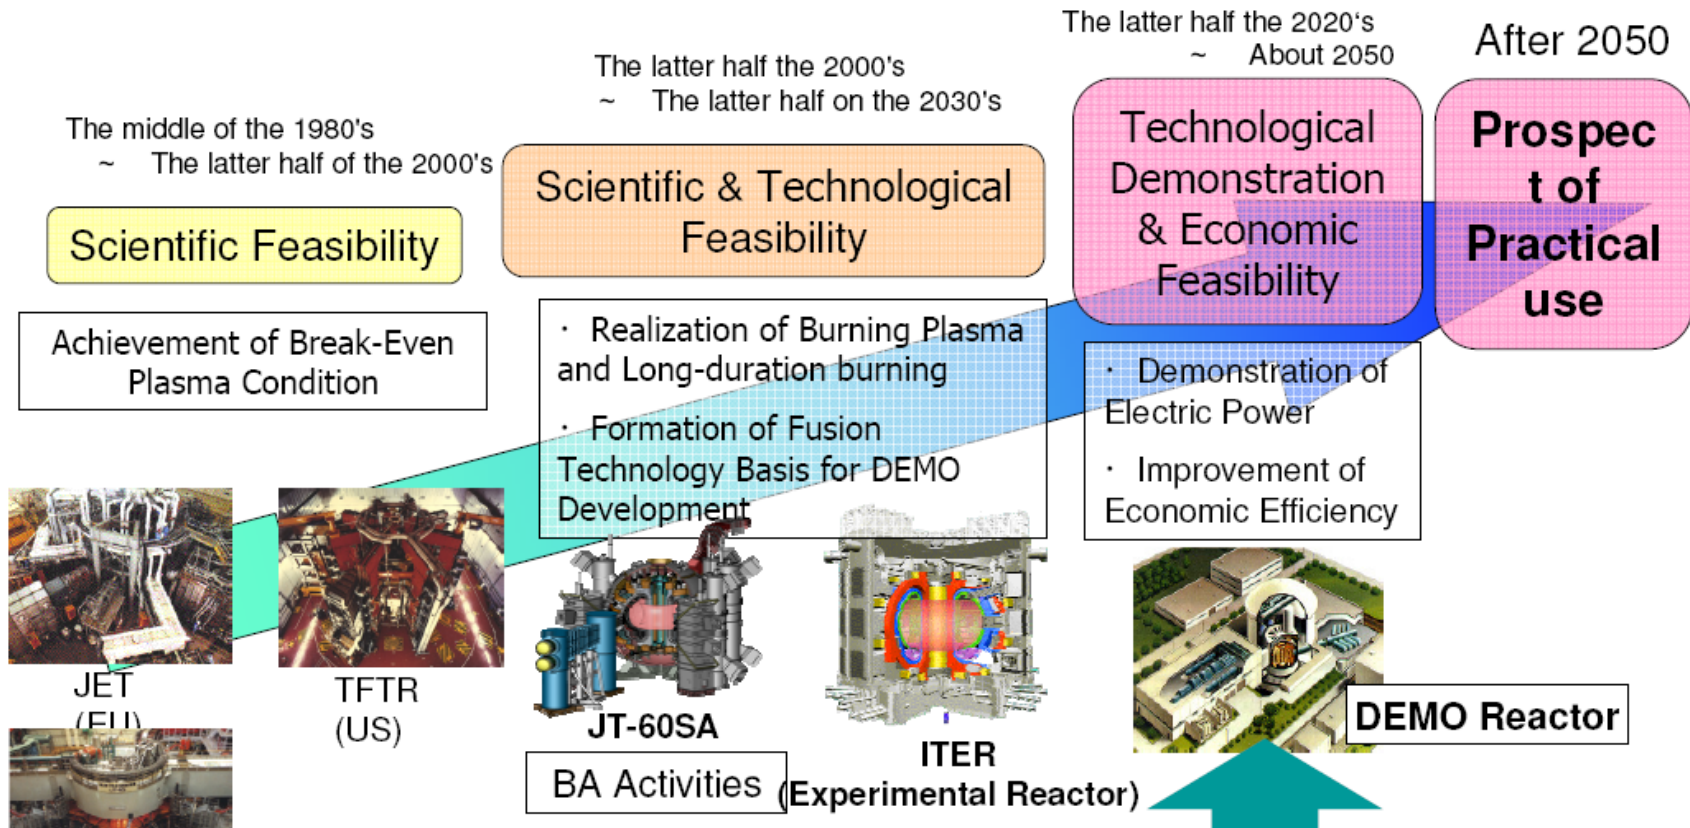 The middle of the 1980's
~ The latter half of the 2000's
Scientific Feasibility
Achievement of Break-Even
Plasma Condition
The latter half the 2000's
~ The latter half on the 2030's
Scientific & Technological
Feasibility
· Realization of Burning Plasma
and Long-duration burning
· Formation of Fusion
Technology Basis for DEMO
Development
The latter half the 2020‘s
~ About 2050
Technological
Demonstration
& Economic
Feasibility
· Demonstration of
Electric Power
· Improvement of
Economic Efficiency
After 2050
Prospec
t of
Practical
use
JET
(EU)
TFTR
(US)
JT-60SA
BA Activities
ITER
(Experimental Reactor)
DEMO Reactor